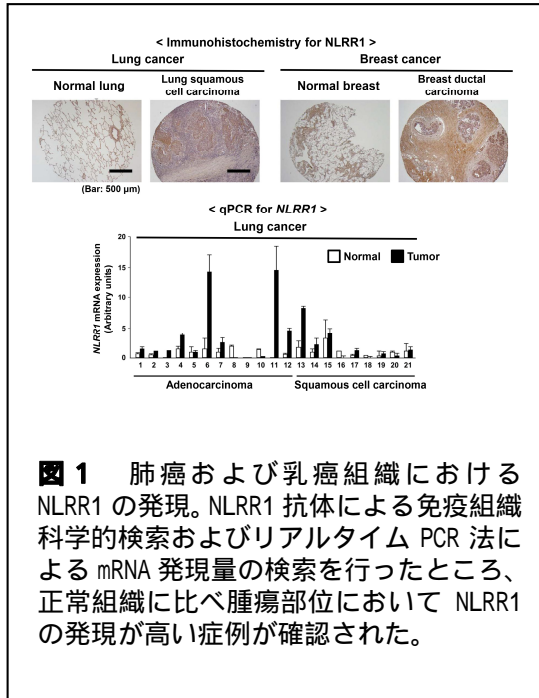 < Immunohistochemistry for NLRR1 >
Lung cancer
Breast cancer
Normal lung
Lung squamous
cell carcinoma
Normal breast
Breast ductal
carcinoma
(Bar: 500 μm)
< qPCR for NLRR1 >
Lung cancer
NLRR1 mRNA expression
(Arbitrary units)
20
15
10
5
0
Normal Tumor
1 2 3 4 5 6 7 8 9 10 11 12 13 14 15 16 17 18 19 20 21
Adenocarcinoma
Squamous cell carcinoma
図 1 肺癌および乳癌組織における
NLRR1 の発現。NLRR1 抗体による免疫組織
科学的検索およびリアルタイム PCR 法に
よる mRNA 発現量の検索を行ったところ、
正常組織に比べ腫瘍部位において NLRR1
の発現が高い症例が確認された。